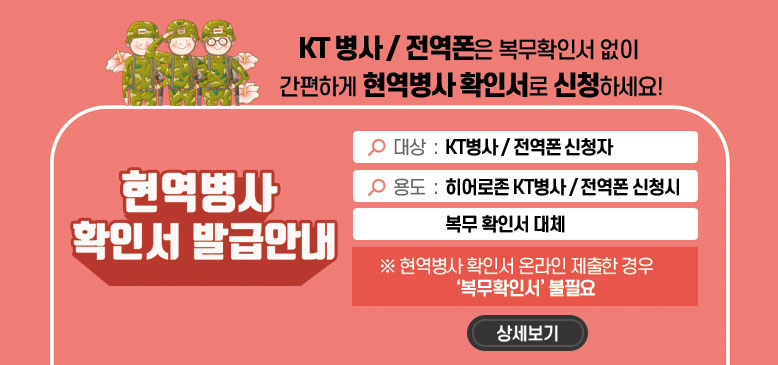 KT 병사 / 전역폰은 복무확인서 없이
간편하게 현역병사 확인서로 신청하세요!
현역병사
확인서 발급안내
대상 : KT병사 / 전역폰 신청자
용도 : 히어로존 KT병사 / 전역폰 신청시
복무 확인서 대체
※ 현역병사 확인서 온라인 제출한 경우
‘복무확인서’ 불필요
상세보기